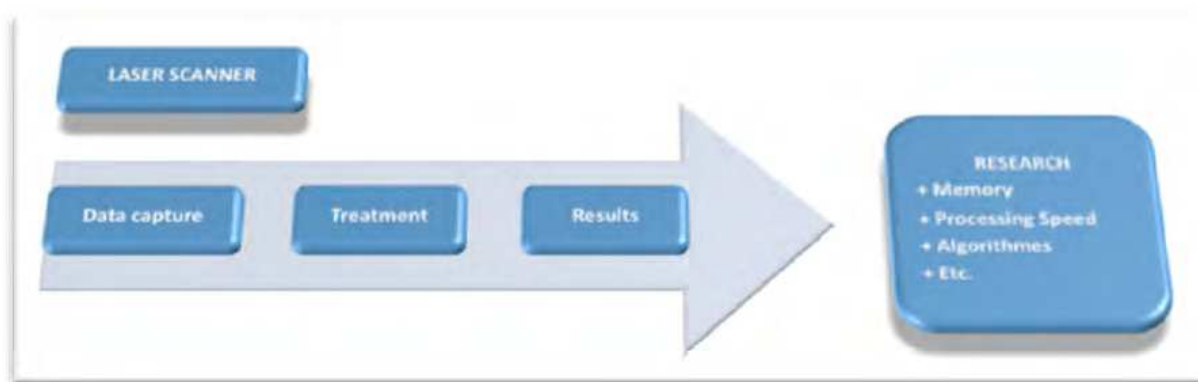 LASER SCANNER
Data capture
Treatment
Results
RESEARCH
+ Memory
+ Processing Speed
+ Algorithmes
+ Etc.